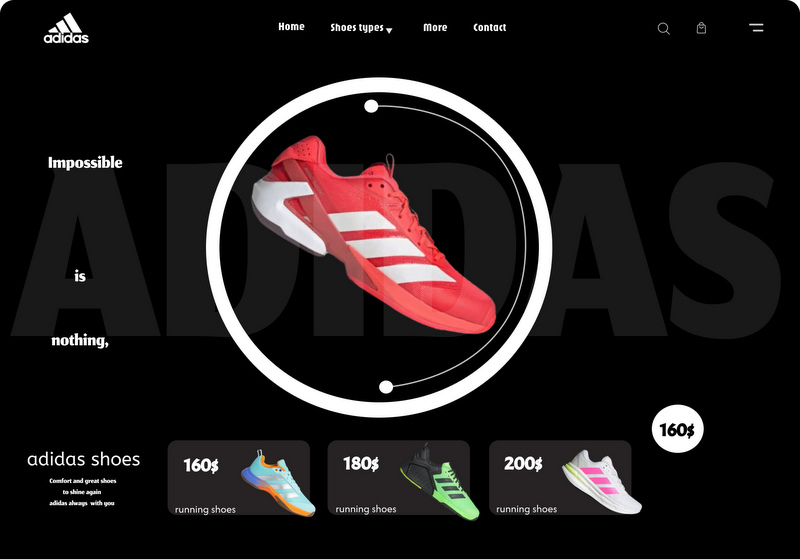 adidas
Home
Shoes types
More
Contact
ADIDAS
Impossible
is
nothing,
160$
adidas shoes
Comfort and great shoes
to shine again
adidas always with you
160$
running shoes
180$
running shoes
200$
running shoes